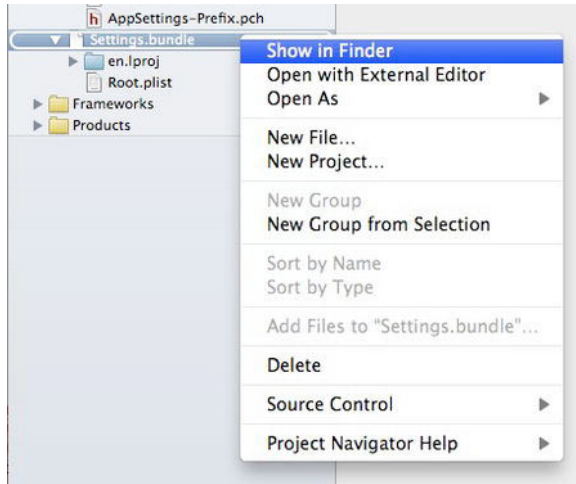 h AppSettings-Prefix.pch
Settings.bundle
en.lproj
Root.plist
Frameworks
Products
Show in Finder
Open with External Editor
Open As
New File...
New Project...
New Group
New Group from Selection
Sort by Name
Sort by Type
Add Files to “Settings.bundle”...
Delete
Source Control
Project Navigator Help